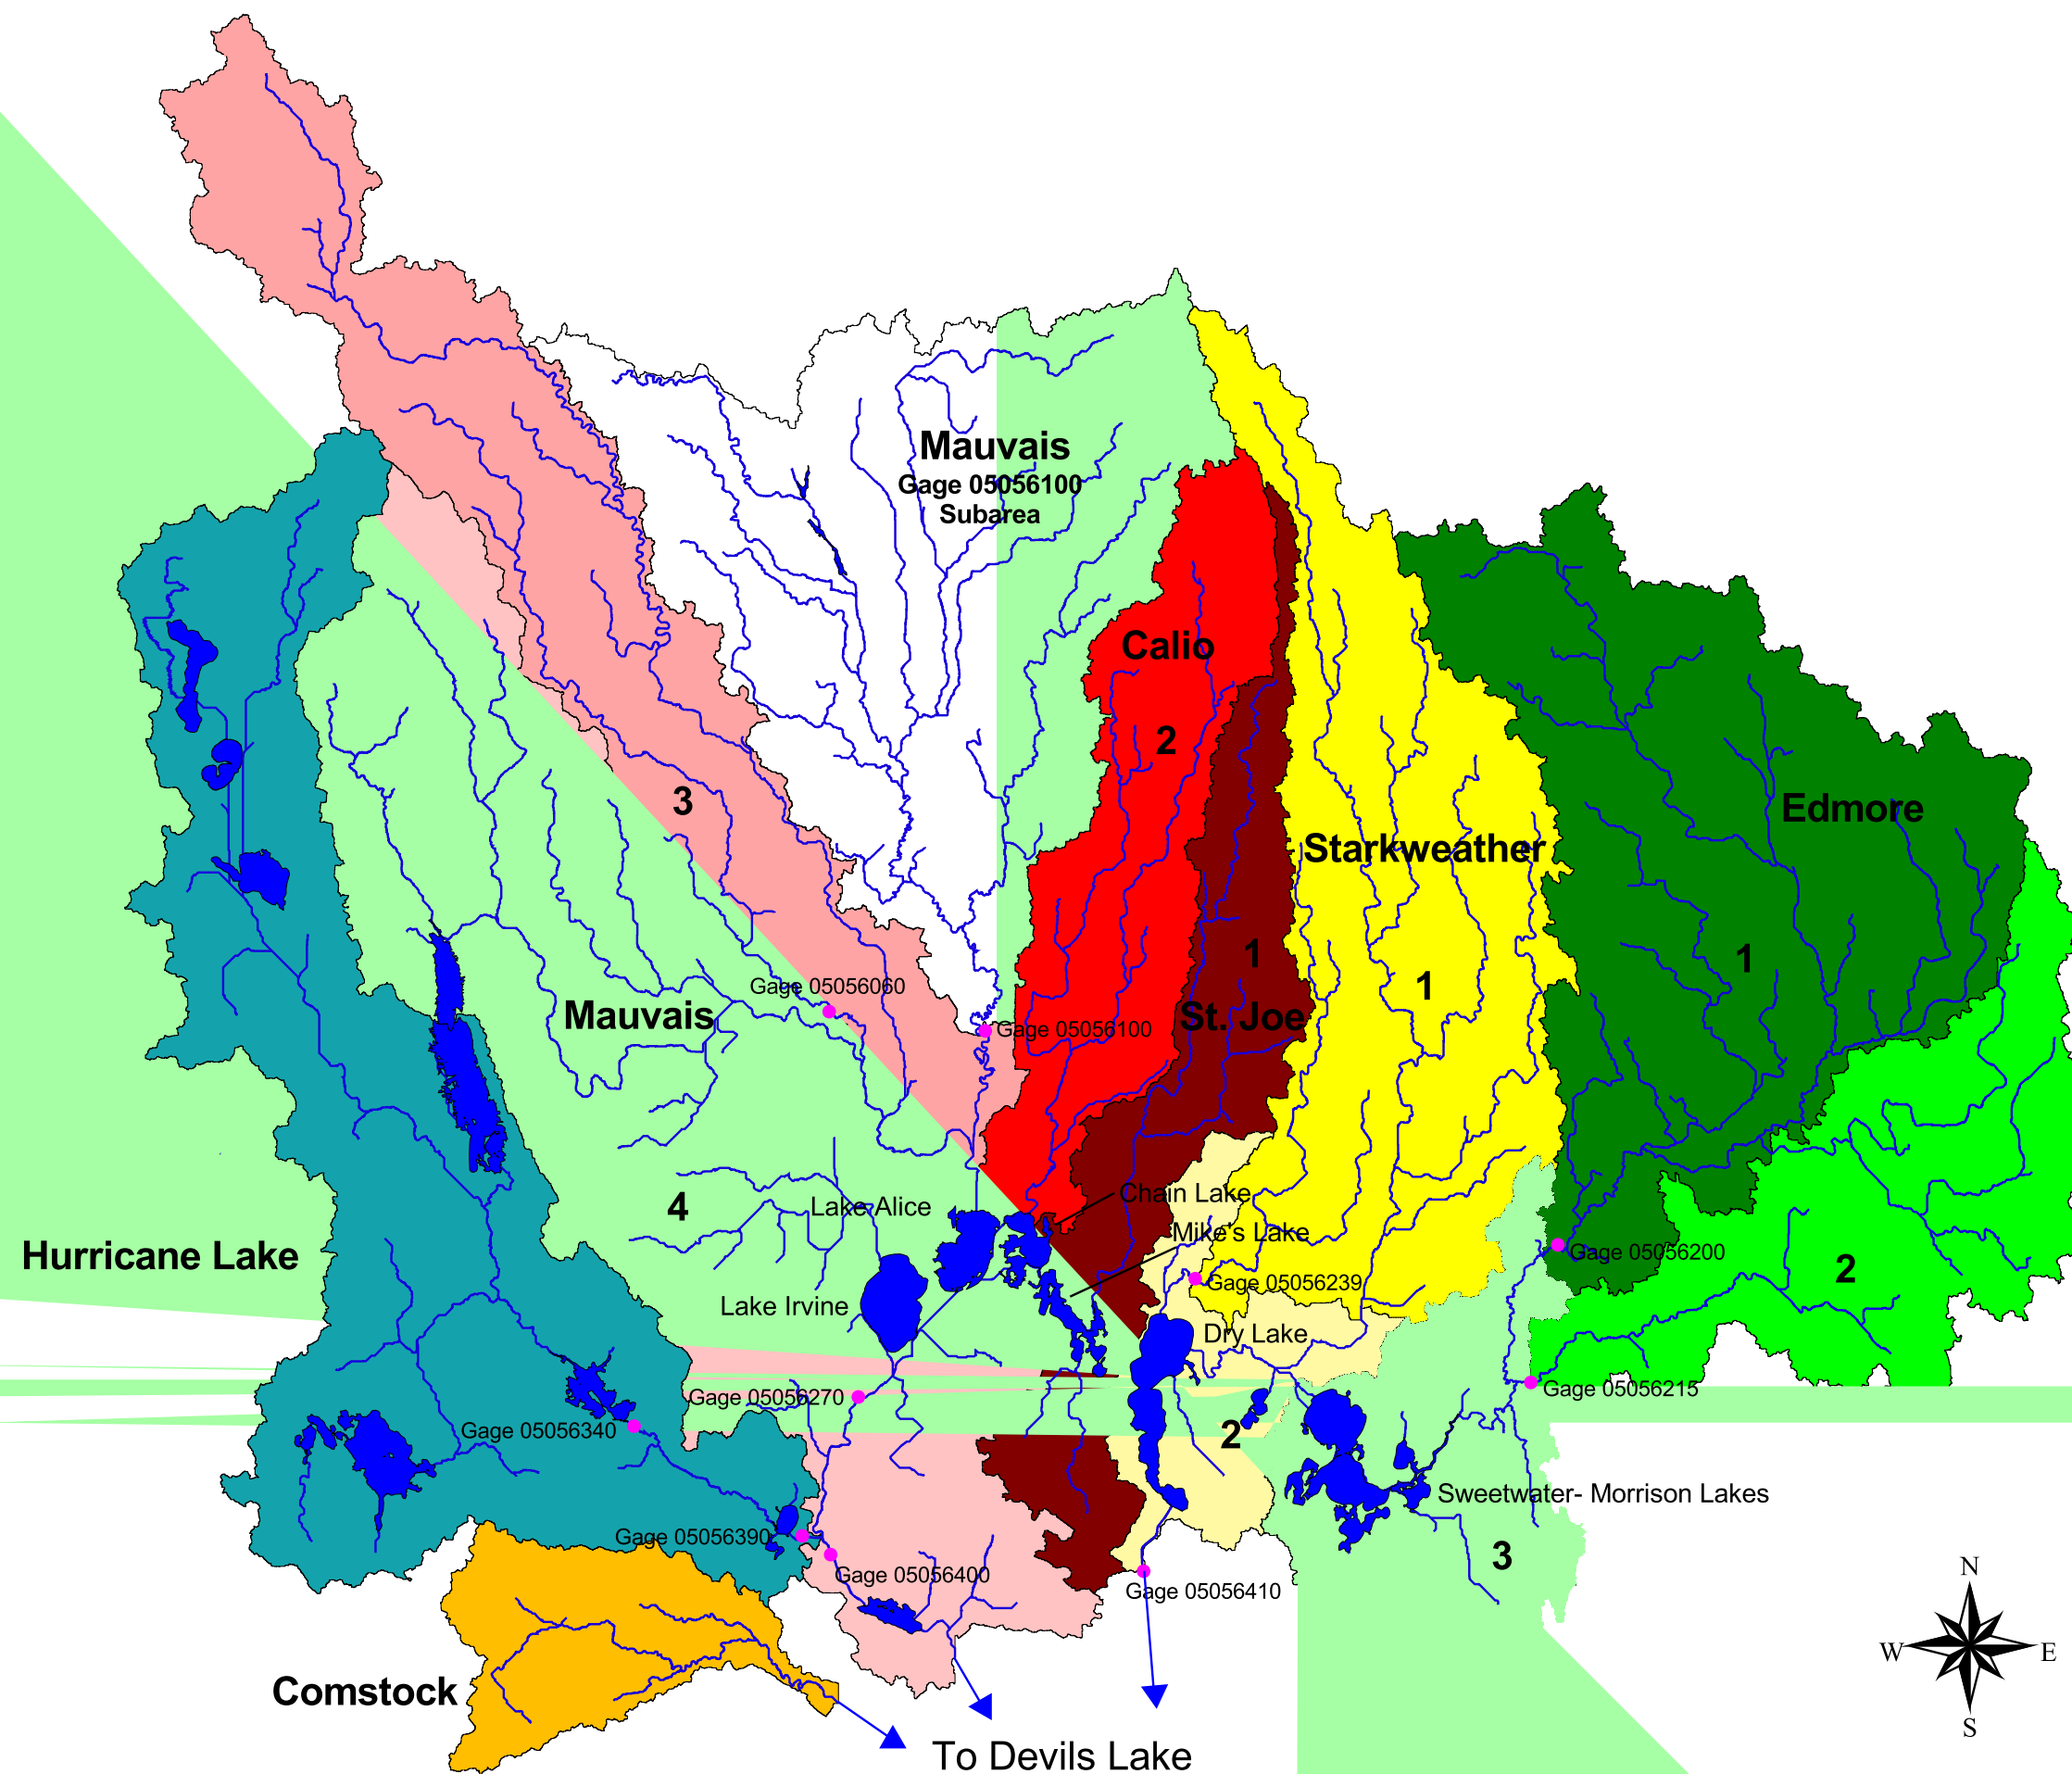 Mauvais
Gage 05056100
Subarea
Calio
2
3
Edmore
Starkweather
1
1
1
Gage 05056060
Mauvais
Gage 05056100
St. Joe
Chain Lake
4
Lake Alice
Mike's Lake
Hurricane Lake
Gage 05056200
2
Gage 05056239
Lake Irvine
Dry Lake
Gage 05056270
Gage 05056215
Gage 05056340
2
Sweetwater- Morrison Lakes
Gage 05056390
3
Gage 05056400
Gage 05056410
N
W
E
S
Comstock
To Devils Lake